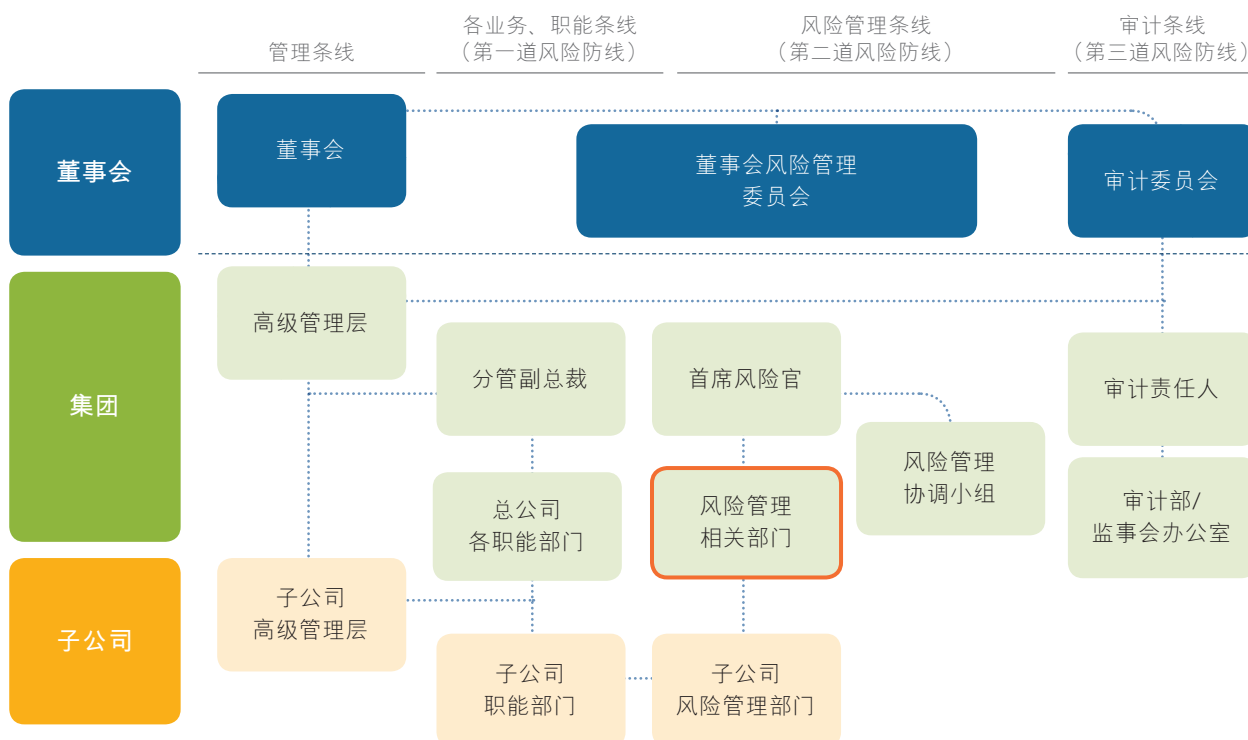 管理条线
各业务、职能条线
（第一道风险防线）
风险管理条线
（第二道风险防线）
审计条线
（第三道风险防线）
董事会
董事会
董事会风险管理
委员会
审计委员会
集团
高级管理层
分管副总裁
首席风险官
审计责任人
总公司
各职能部门
风险管理
相关部门
风险管理
协调小组
审计部/
监事会办公室
子公司
子公司
高级管理层
子公司
职能部门
子公司
风险管理部门